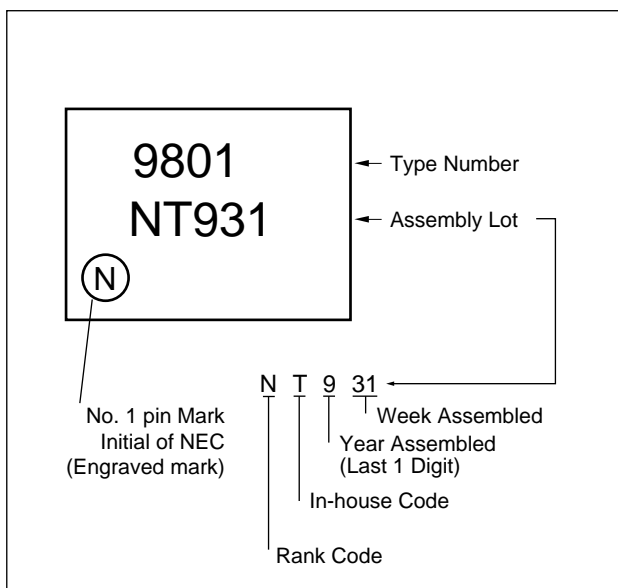 9801
NT931
N
Type Number
Assembly Lot
No. 1 pin Mark
Initial of NEC
(Engraved mark)
N T 9 31
Week Assembled
Year Assembled
(Last 1 Digit)
In-house Code
Rank Code